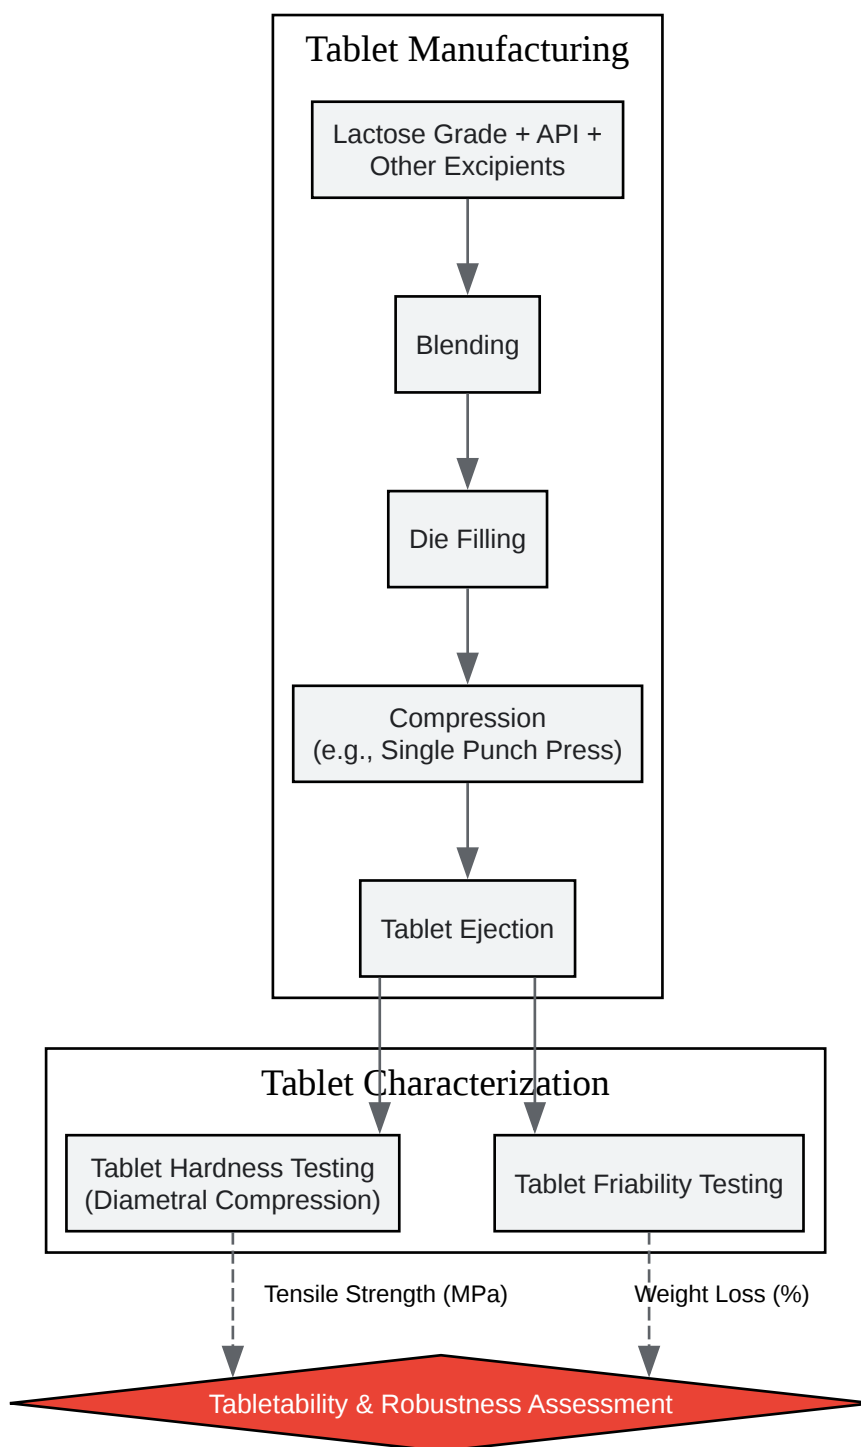 Tablet Manufacturing
Lactose Grade + API +
Other Excipients
Blending
Die Filling
Compression
(e.g., Single Punch Press)
Tablet Ejection
Tablet Characterization
Tablet Hardness Testing
(Diametral Compression)
Tablet Friability Testing
Tensile Strength (MPa)
Weight Loss (%)
Tabletability & Robustness Assessment